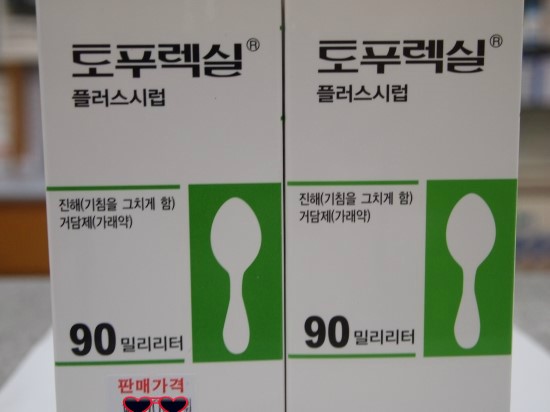 토푸렉실®
플러스시럽
진해(기침을 그치게 함)
거담제(가래약)
90 밀리리터
판매가격
토푸렉실®
플러스시럽
진해(기침을 그치게 함)
거담제(가래약)
90 밀리리터